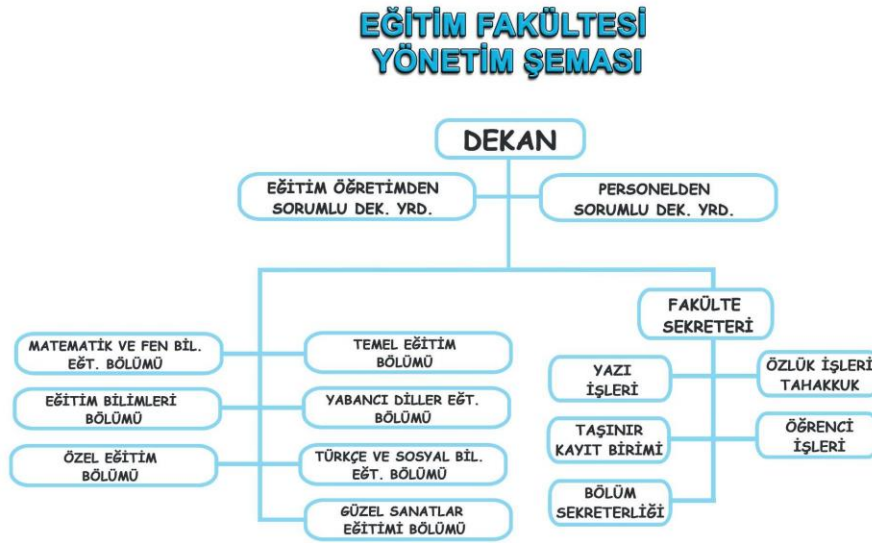 EĞİTİM FAKÜLTESİ
YÖNETİM ŞEMASI
DEKAN
EĞİTİM ÖĞRETİMDEN
SORUMLU DEK. YRD.
PERSONELDEN
SORUMLU DEK. YRD.
FAKÜLTE
SEKRETERİ
MATEMATİK VE FEN BİL.
EĞT. BÖLÜMÜ
TEMEL EĞİTİM
BÖLÜMÜ
YAZI
İŞLERİ
ÖZLÜK İŞLERİ
TAHAKKUK
EĞİTİM BİLİMLERİ
BÖLÜMÜ
YABANCI DİLLER EĞT.
BÖLÜMÜ
TAŞINIR
KAYIT BİRİMİ
ÖĞRENCİ
İŞLERİ
ÖZEL EĞİTİM
BÖLÜMÜ
TÜRKÇE VE SOSYAL BİL.
EĞT. BÖLÜMÜ
BÖLÜM
SEKRETERLİĞİ
GÜZEL SANATLAR
EĞİTİMİ BÖLÜMÜ